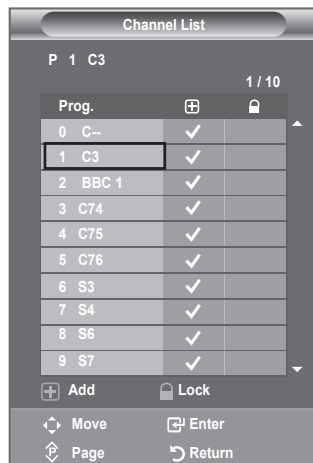 Channel List
P 1 C3
1 / 10
Prog.
0 C--
1 C3
2 BBC 1
3 C74
4 C75
5 C76
6 S3
7 S4
8 S6
9 S7
Add Lock
Move Enter
Page Return